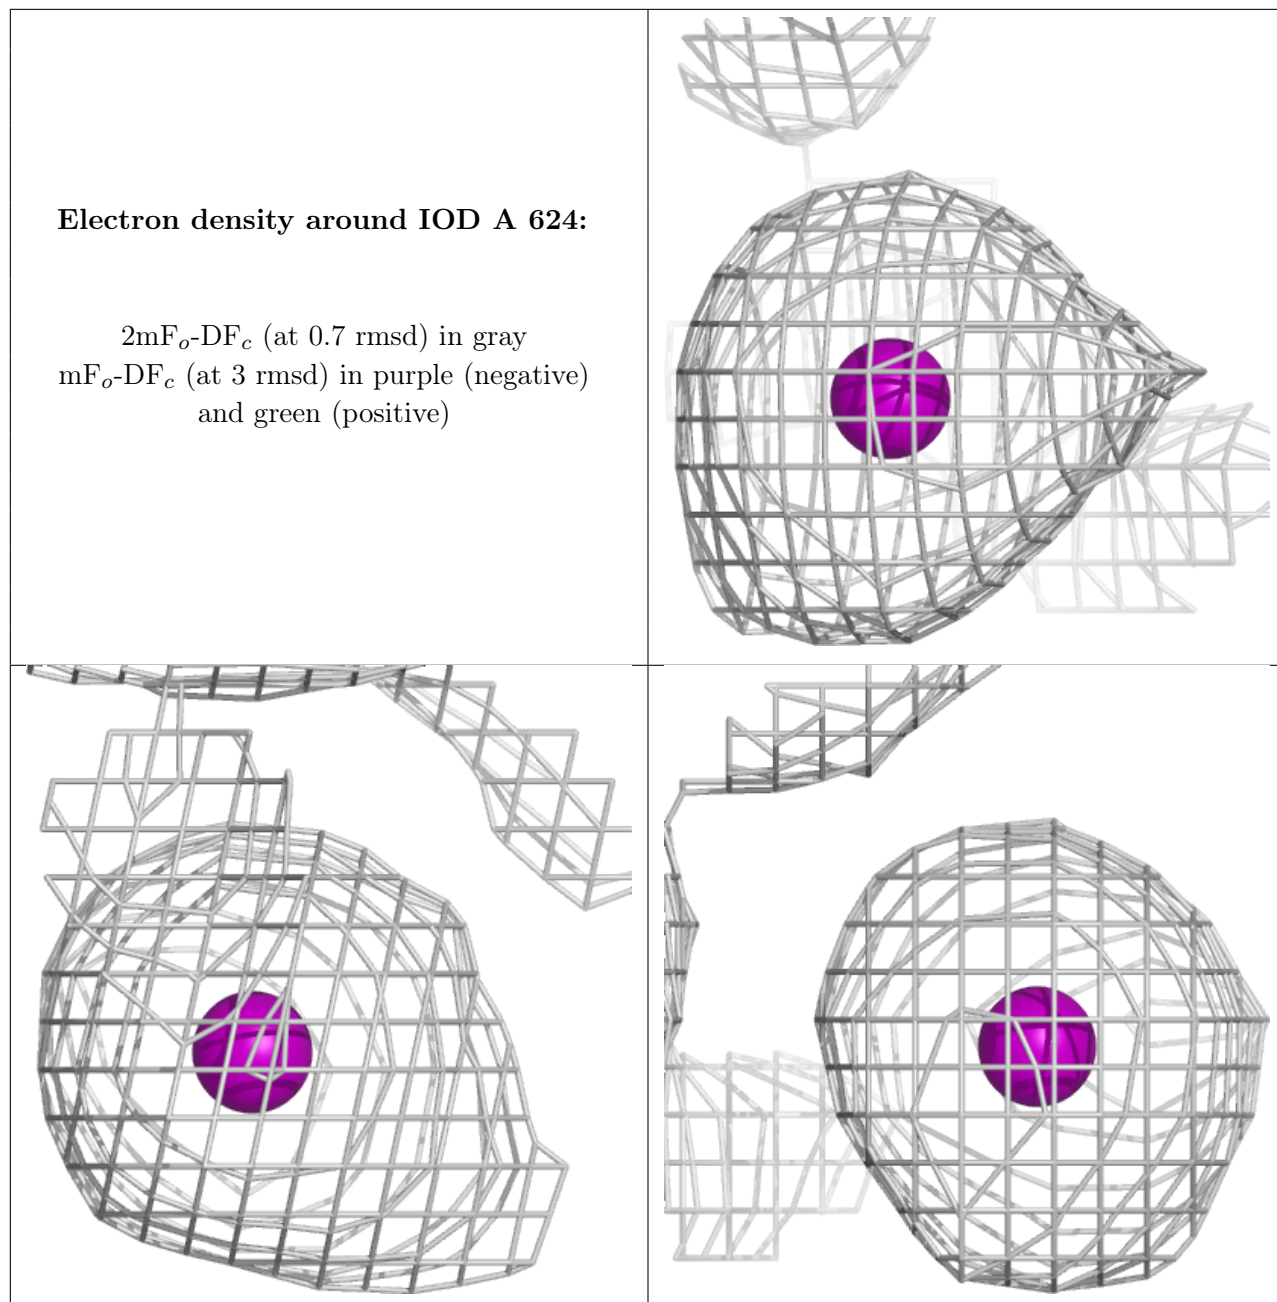 Electron density around IOD A 624:
2mFo-DFc (at 0.7 rmsd) in gray
mFo-DFc (at 3 rmsd) in purple (negative)
and green (positive)